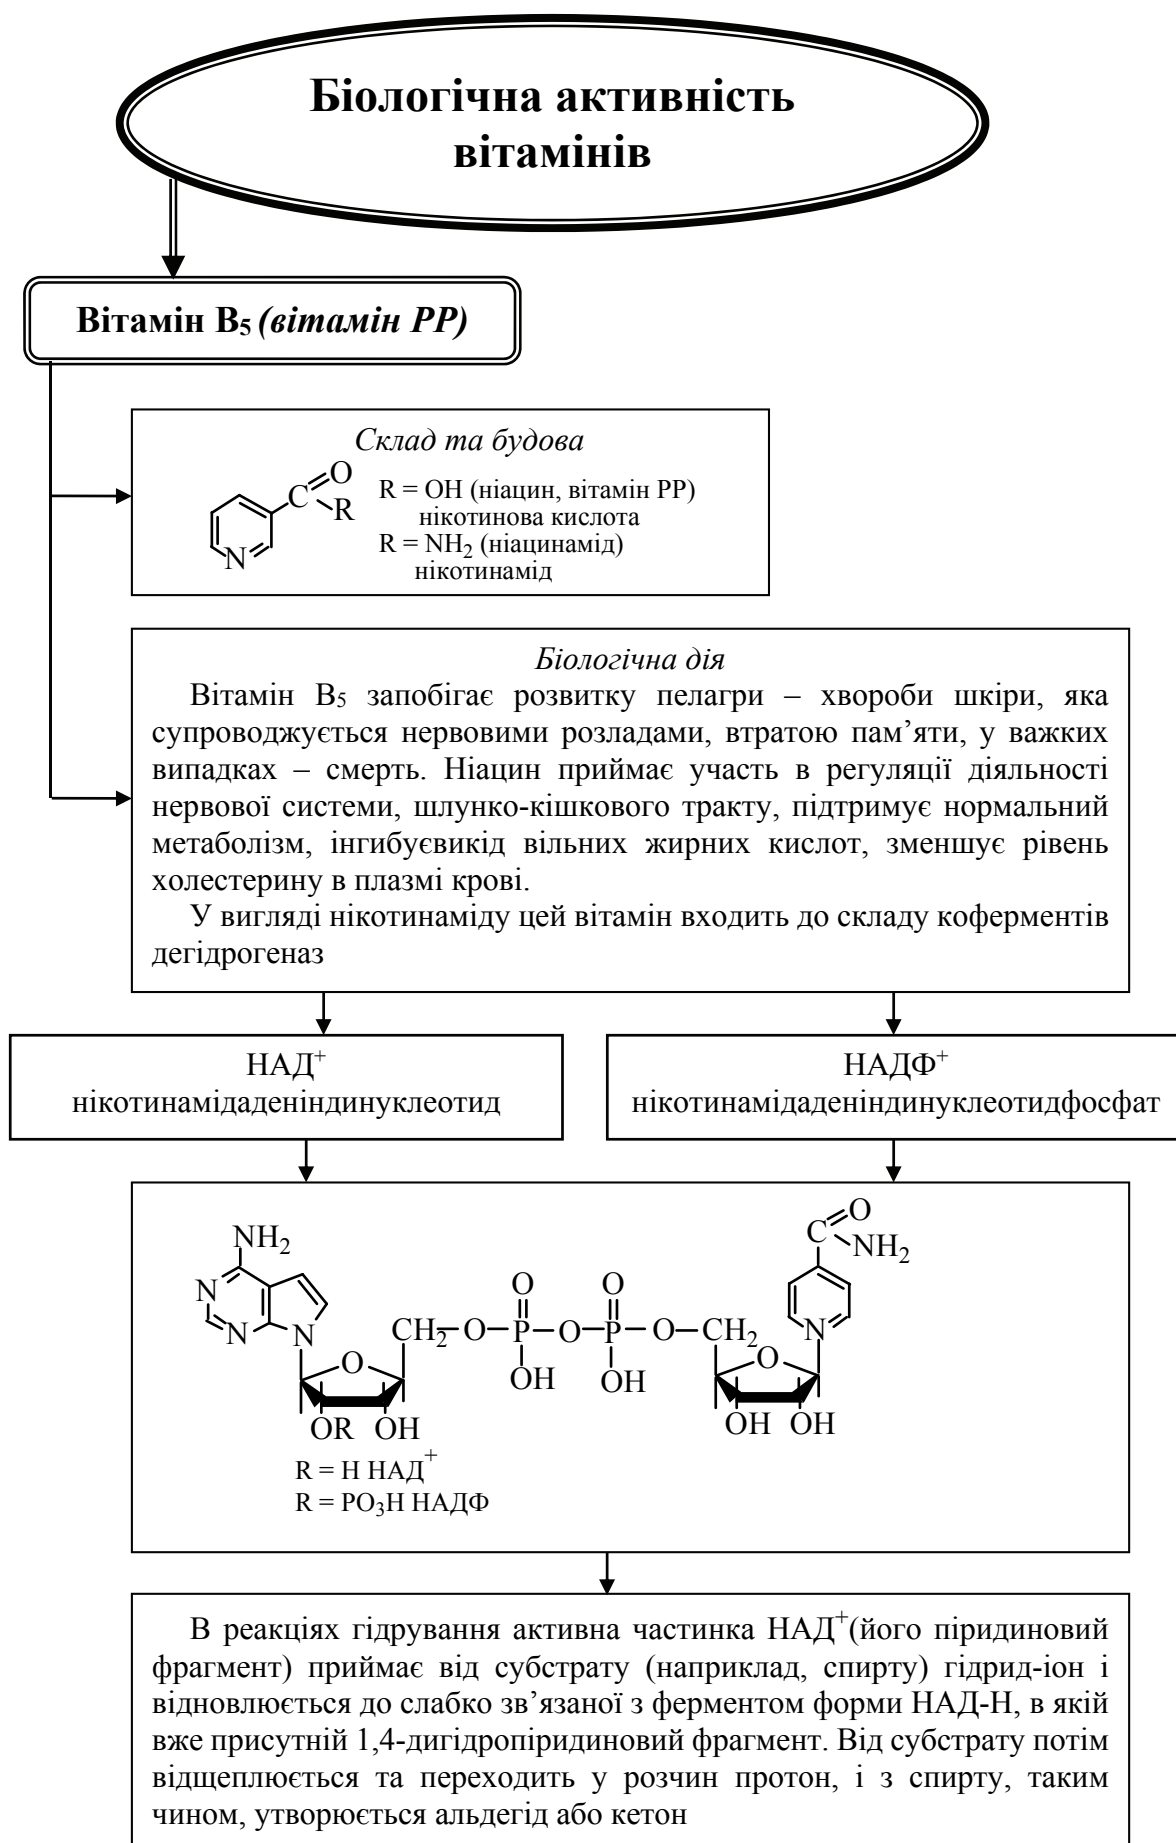 Біологічна активність
вітамінів
Вітамін В₅ (вітамін РР)
Склад та будова
O
C
R
N
R = OH (ніацин, вітамін РР)
нікотинова кислота
R = NH₂ (ніацинамід)
нікотинамід
Біологічна дія
Вітамін В₅ запобігає розвитку пелагри – хвороби шкіри, яка
супроводжується нервовими розладами, втратою пам’яти, у важких
випадках – смерть. Ніацин приймає участь в регуляції діяльності
нервової системи, шлунко-кішкового тракту, підтримує нормальний
метаболізм, інгибуєвикід вільних жирних кислот, зменшує рівень
холестерину в плазмі крові.
У вигляді нікотинаміду цей вітамін входить до складу коферментів
дегідрогеназ
НАД⁺
нікотинамідаденіндинуклеотид
НАДФ⁺
нікотинамідаденіндинуклеотидфосфат
O
C
NH₂ NH₂
N
O O
N N N CH₂ O P O P O CH₂ N
O OH OH O
OR OH OH OH
R = H НАД⁺
R = PO₃H НАДФ
В реакціях гідрування активна частинка НАД⁺(його піридиновий
фрагмент) приймає від субстрату (наприклад, спирту) гідрид-іон і
відновлюється до слабко зв’язаної з ферментом форми НАД-Н, в якій
вже присутній 1,4-дигідропіридиновий фрагмент. Від субстрату потім
відщеплюється та переходить у розчин протон, і з спирту, таким
чином, утворюється альдегід або кетон